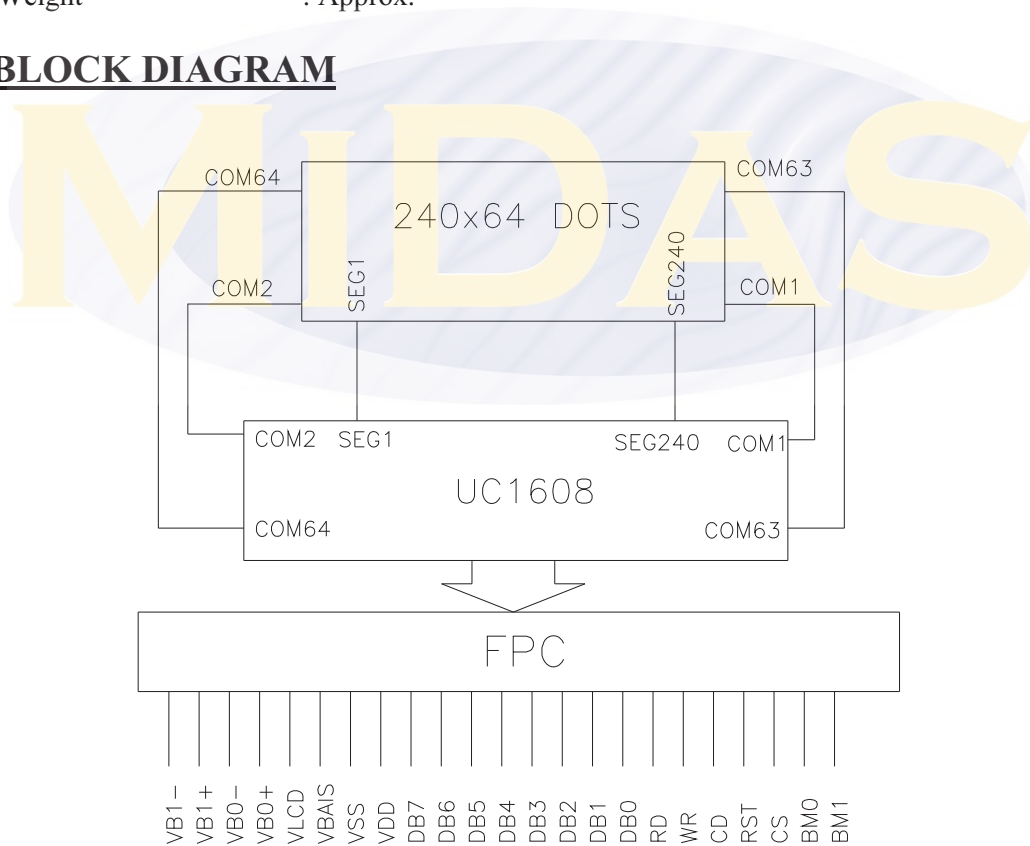 Weight : Approx.
BLOCK DIAGRAM
MiDAS
COM64 COM63
240x64 DOTS
SEG1 SEG240
COM2 COM1
COM2 SEG1 SEG240 COM1
UC1608
COM64 COM63
FPC
VB1- VB1+ VB0- VB0+ VLCD VBAIS VSS VDD DB7 DB6 DB5 DB4 DB3 DB2 DB1 DB0 RD WR CD RST CS BM0 BM1